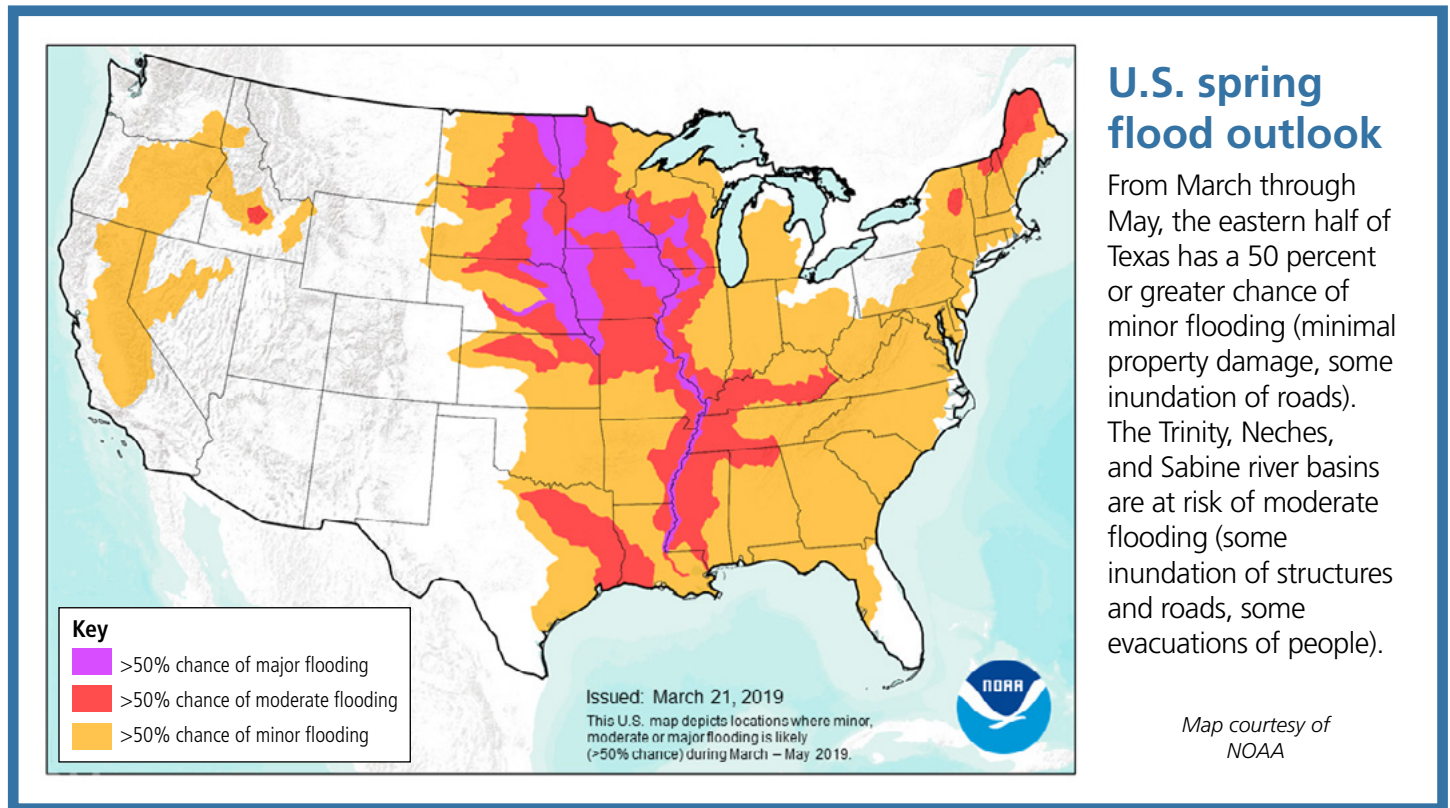 U.S. spring
flood outlook
From March through
May, the eastern half of
Texas has a 50 percent
or greater chance of
minor flooding (minimal
property damage, some
inundation of roads).
The Trinity, Neches,
and Sabine river basins
are at risk of moderate
flooding (some
inundation of structures
and roads, some
evacuations of people).
Map courtesy of
NOAA
Key
>50% chance of major flooding
>50% chance of moderate flooding
>50% chance of minor flooding
Issued: March 21, 2019
This U.S. map depicts locations where minor,
moderate or major flooding is likely
(>50% chance) during March – May 2019.
NOAA